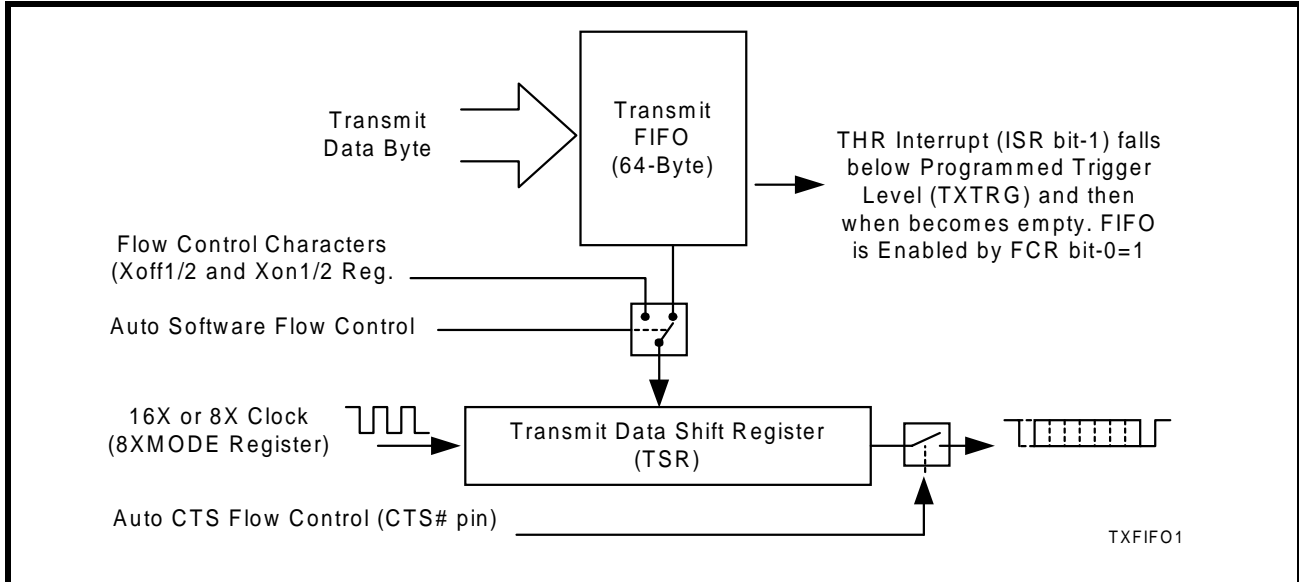 Transmit
Data Byte
Transmit
FIFO
(64-Byte)
THR Interrupt (ISR bit-1) falls
below Programmed Trigger
Level (TXTRG) and then
when becomes empty. FIFO
is Enabled by FCR bit-0=1
Flow Control Characters
(Xoff1/2 and Xon1/2 Reg.
Auto Software Flow Control
16X or 8X Clock
(8XMODE Register)
Transmit Data Shift Register
(TSR)
Auto CTS Flow Control (CTS# pin)
TXFIFO1